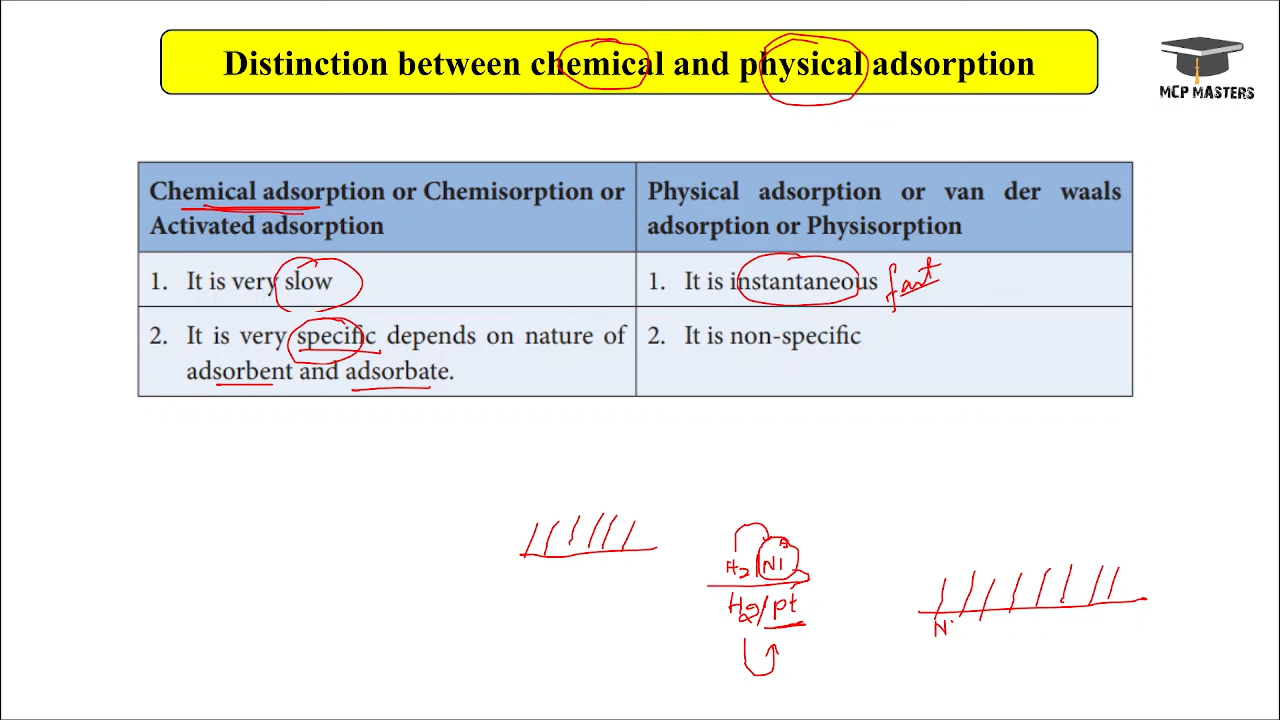 Distinction between chemical and physical adsorption
MCP MASTERS
Chemical adsorption or Chemisorption or
Activated adsorption
Physical adsorption or van der waals
adsorption or Physisorption
1. It is very slow
1. It is instantaneous fast
2. It is very specific depends on nature of
adsorbent and adsorbate.
2. It is non-specific
H2 Ni
H2/pt
Ni